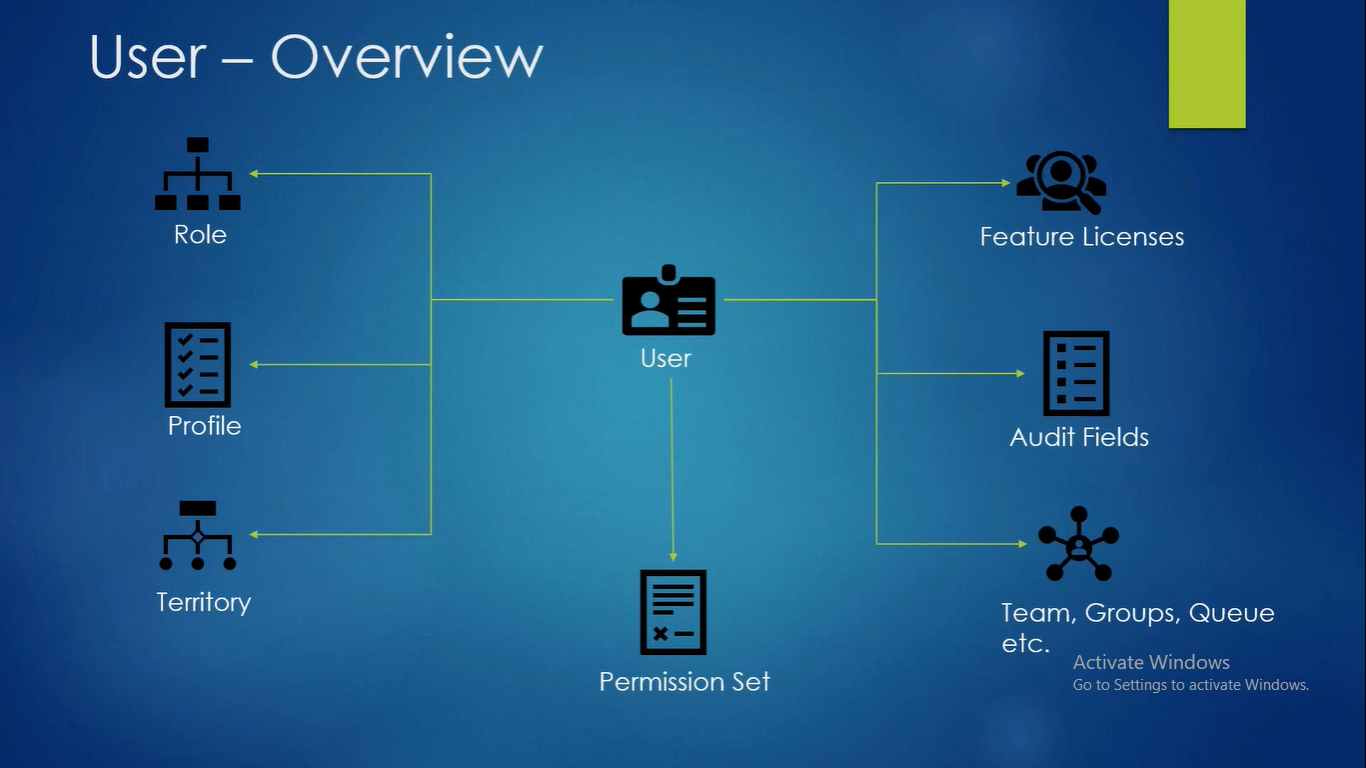 User – Overview
Role
Feature Licenses
User
Profile
Audit Fields
Territory
Team, Groups, Queue
etc.
Permission Set
Activate Windows
Go to Settings to activate Windows.